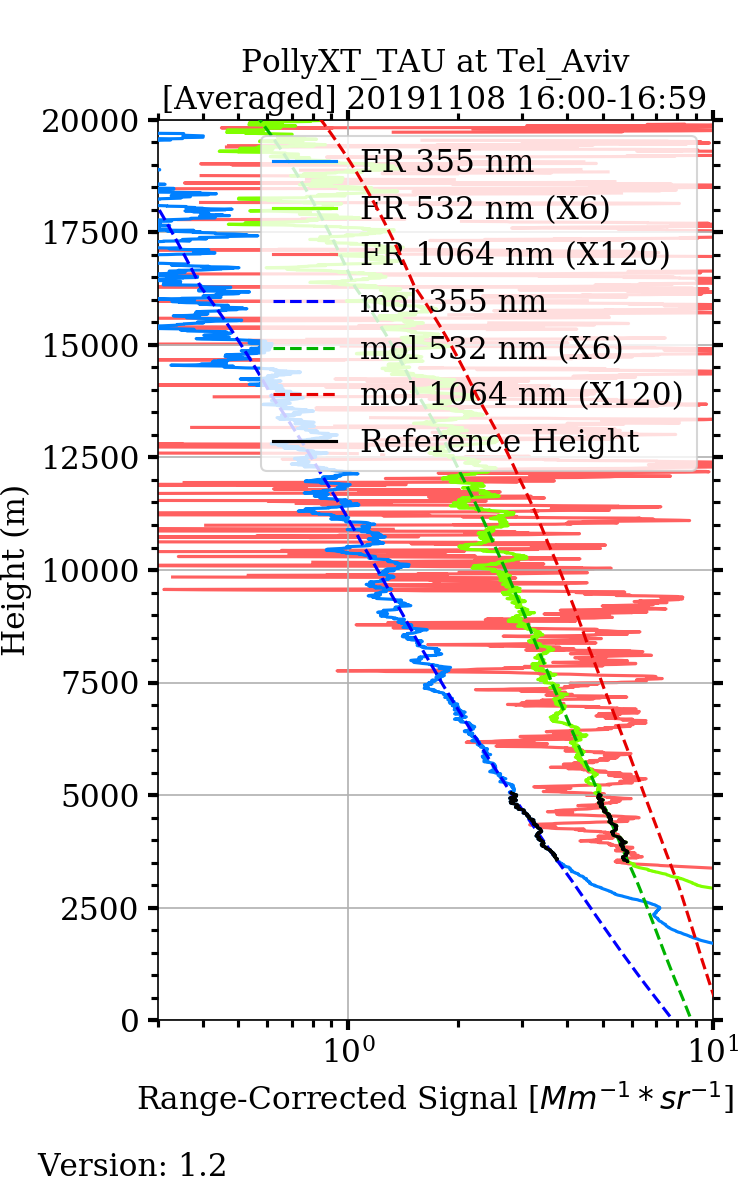 PollyXT_TAU at Tel_Aviv
[Averaged] 20191108 16:00-16:59
20000
17500
15000
12500
10000
7500
5000
2500
0
Height (m)
FR 355 nm
FR 532 nm (X6)
FR 1064 nm (X120)
mol 355 nm
mol 532 nm (X6)
mol 1064 nm (X120)
Reference Height
10⁰
10¹
Range-Corrected Signal [Mm⁻¹ * sr⁻¹]
Version: 1.2